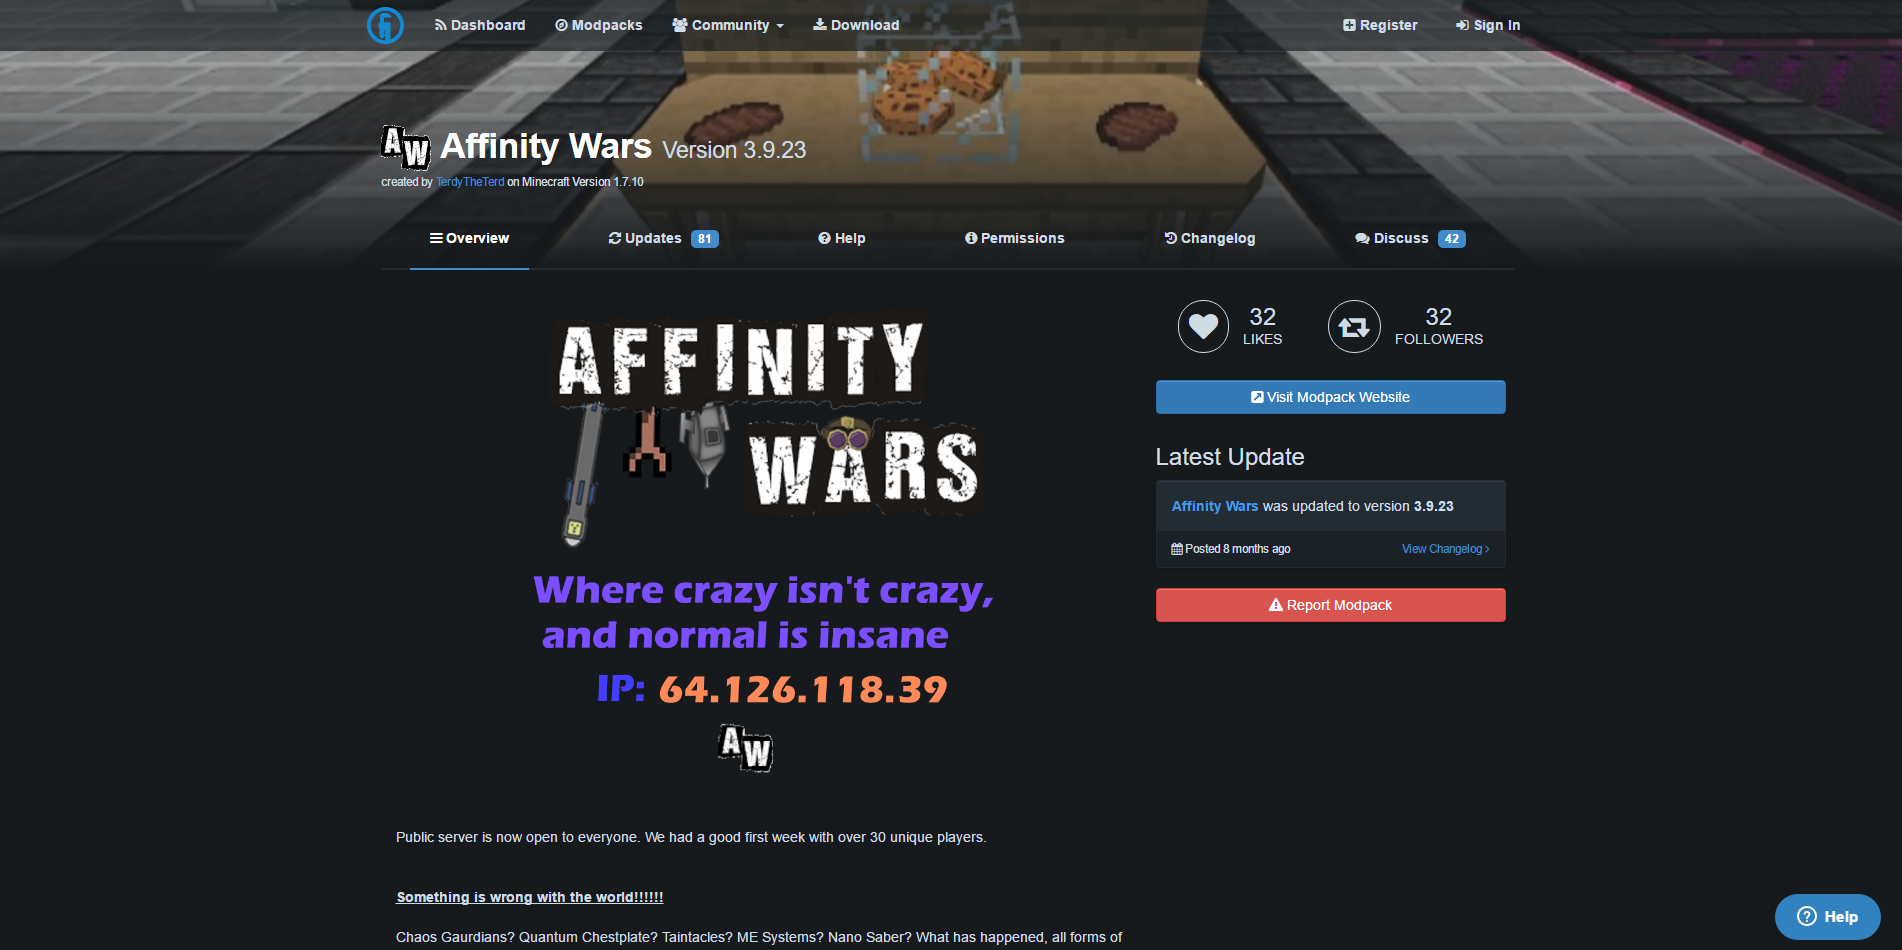 Dashboard Modpacks Community Download Register Sign In
AW Affinity Wars Version 3.9.23
created by TerdyTheTerd on Minecraft Version 1.7.10
Overview Updates 81 Help Permissions Changelog Discuss 42
AFFINITY
WARS
Where crazy isn't crazy,
and normal is insane
IP: 64.126.118.39
AW
Public server is now open to everyone. We had a good first week with over 30 unique players.
Something is wrong with the world!!!!!!
Chaos Gaurdians? Quantum Chestplate? Taintacles? ME Systems? Nano Saber? What has happened, all forms of
32
LIKES
32
FOLLOWERS
Visit Modpack Website
Latest Update
Affinity Wars was updated to version 3.9.23
Posted 8 months ago View Changelog
Report Modpack
Help